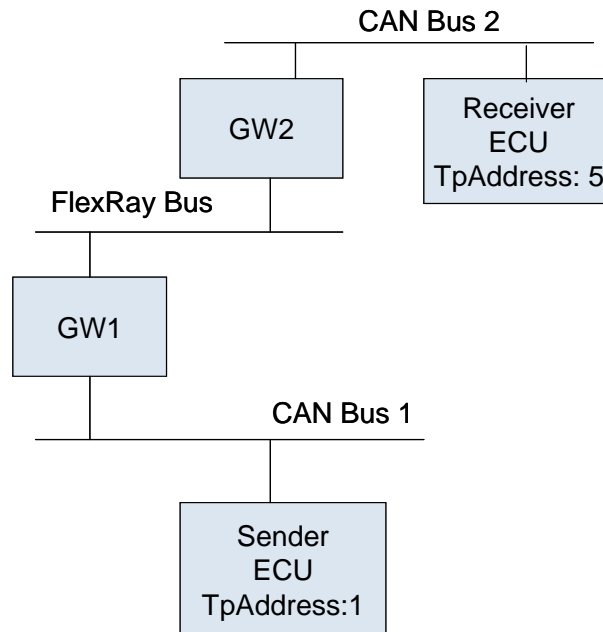 CAN Bus 2
GW2
Receiver
ECU
TpAddress: 5
FlexRay Bus
GW1
CAN Bus 1
Sender
ECU
TpAddress:1